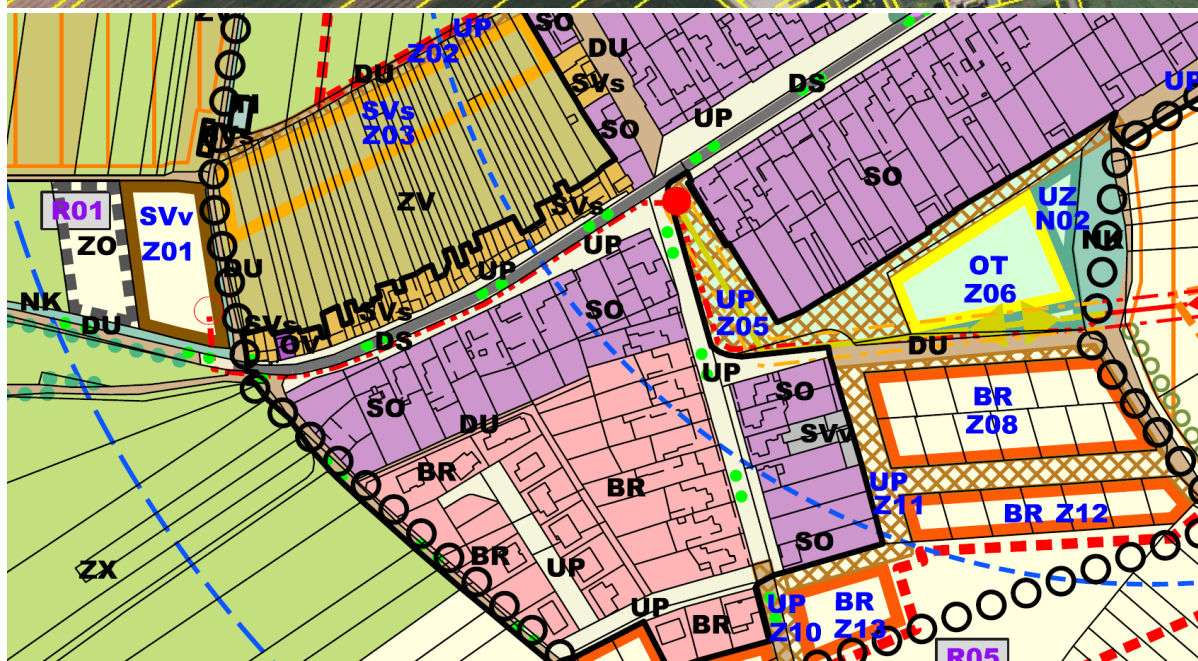 ZV
SO
UP
Z02
DU
DU
SVs
DS
UP
SVs
Z03
TI
SVs
SO
UP
SO
R01
SVv
Z01
ZO
ZV
SVs
UP
UZ
N02
NK
OT
Z06
DU
UP
SO
UP
Z05
NK
DU
SVs
SVs
OV
DS
DU
UP
SO
SO
BR
Z08
DU
SVv
BR
BR
UP
Z11
BR Z12
SO
ZX
BR
UP
UP
BR
UP
Z10
BR
Z13
R05